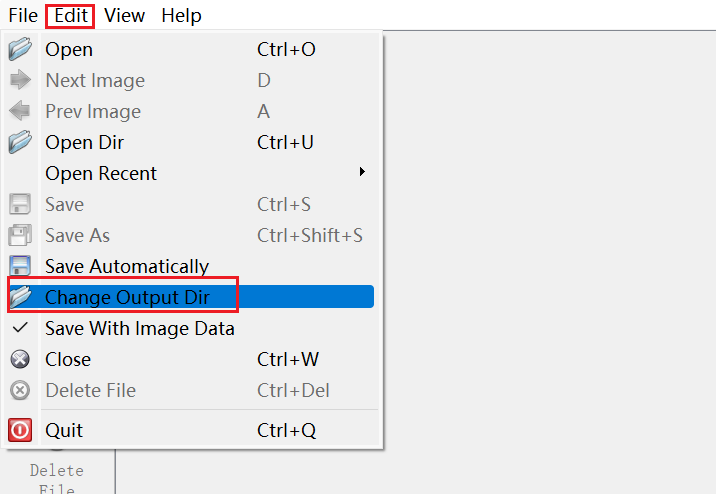 File Edit View Help
Open Ctrl+O
Next Image D
Prev Image A
Open Dir Ctrl+U
Open Recent
Save Ctrl+S
Save As Ctrl+Shift+S
Save Automatically
Change Output Dir
Save With Image Data
Close Ctrl+W
Delete File Ctrl+Del
Quit Ctrl+Q
Delete
File